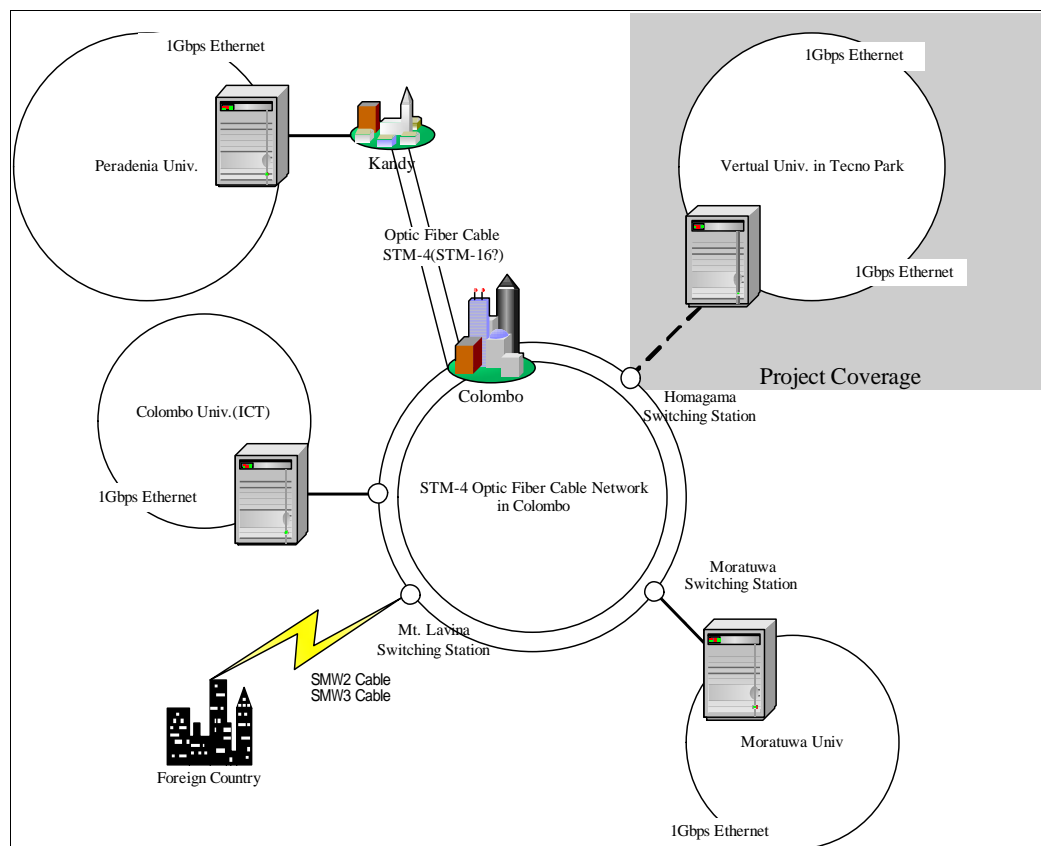 1Gbps Ethernet
Peradenia Univ.
Kandy
Optic Fiber Cable
STM-4(STM-16?)
1Gbps Ethernet
Vertual Univ. in Tecno Park
1Gbps Ethernet
Project Coverage
Colombo
Homagama
Switching Station
Colombo Univ.(ICT)
1Gbps Ethernet
STM-4 Optic Fiber Cable Network
in Colombo
Moratuwa
Switching Station
Mt. Lavina
Switching Station
SMW2 Cable
SMW3 Cable
Foreign Country
Moratuwa Univ
1Gbps Ethernet